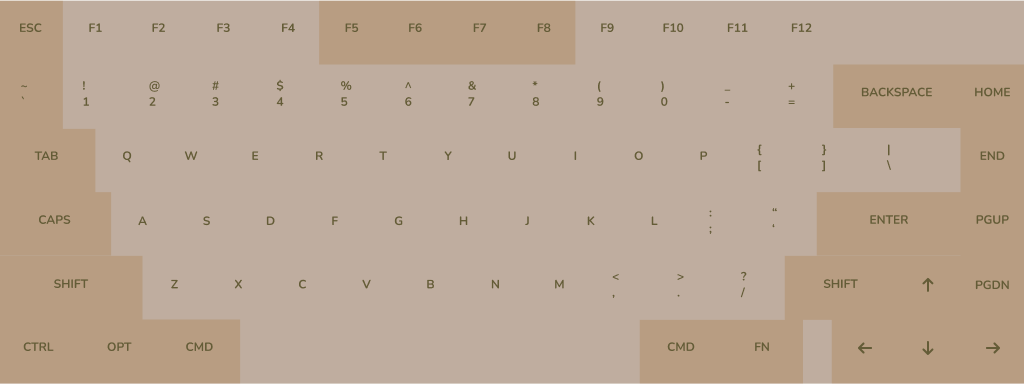 ESC F1 F2 F3 F4 F5 F6 F7 F8 F9 F10 F11 F12
~ ! @ # $ % ^ & * ( ) _ +
` 1 2 3 4 5 6 7 8 9 0 - = BACKSPACE HOME
TAB Q W E R T Y U I O P { } | END
[ ] \
CAPS A S D F G H J K L : " ENTER PGUP
; '
SHIFT Z X C V B N M < > ? SHIFT ↑ PGDN
, . /
CTRL OPT CMD CMD FN ← ↓ →